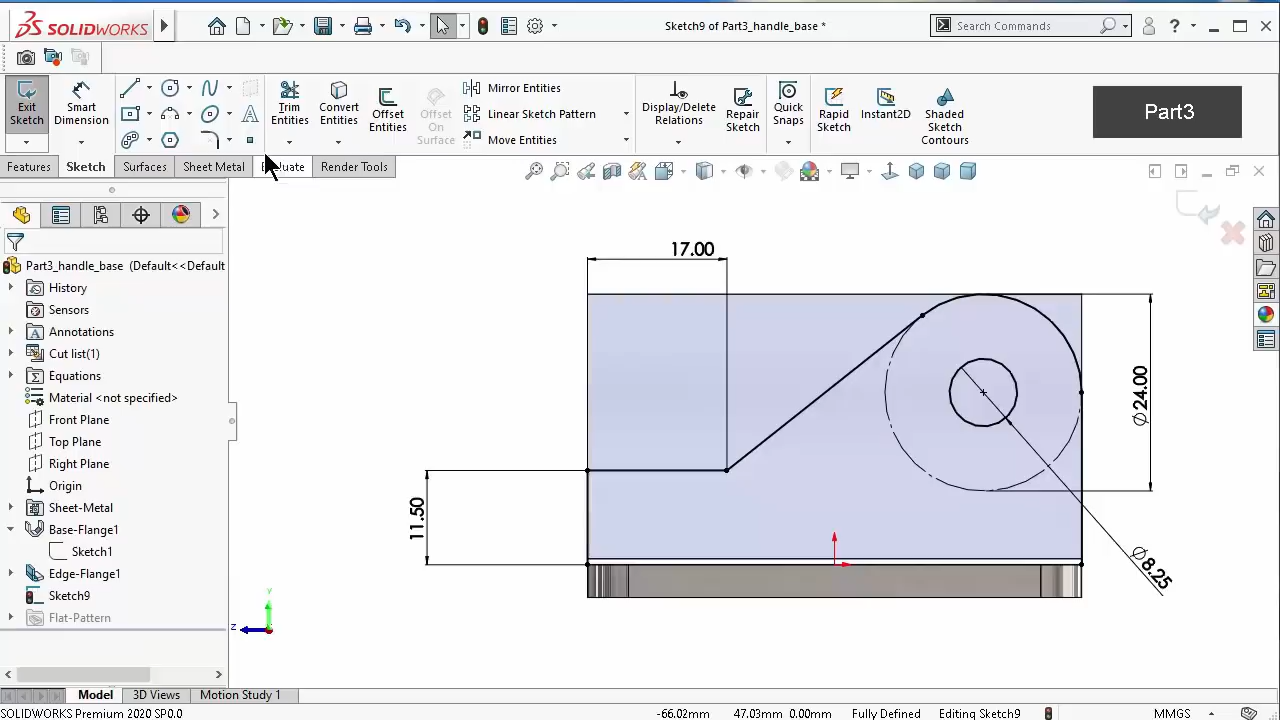 SOLIDWORKS
Sketch9 of Part3_handle_base *
Search Commands
?
Exit Sketch
Smart Dimension
Trim Entities
Convert Entities
Offset Entities
Offset On Surface
Mirror Entities
Linear Sketch Pattern
Move Entities
Display/Delete Relations
Repair Sketch
Quick Snaps
Rapid Sketch
Instant2D
Shaded Sketch Contours
Part3
Features
Sketch
Surfaces
Sheet Metal
Render Tools
Part3_handle_base (Default<<Default
History
Sensors
Annotations
Cut list(1)
Equations
Material <not specified>
Front Plane
Top Plane
Right Plane
Origin
Sheet-Metal
Base-Flange1
Sketch1
Edge-Flange1
Sketch9
Flat-Pattern
17.00
11.50
Ø24.00
Ø8.25
Y
Z
Model
3D Views
Motion Study 1
SOLIDWORKS Premium 2020 SP0.0
-66.02mm
47.03mm 0.00mm
Fully Defined
Editing Sketch9
MMGS